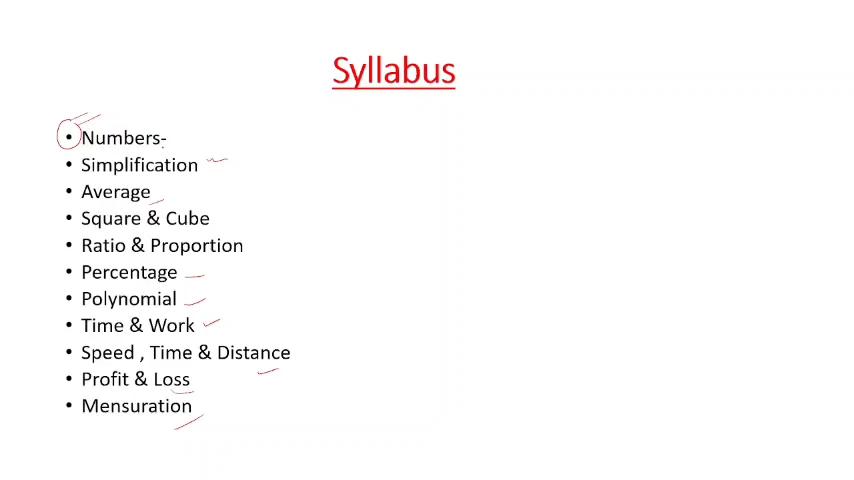 Syllabus
• Numbers-
• Simplification
• Average
• Square & Cube
• Ratio & Proportion
• Percentage
• Polynomial
• Time & Work
• Speed , Time & Distance
• Profit & Loss
• Mensuration